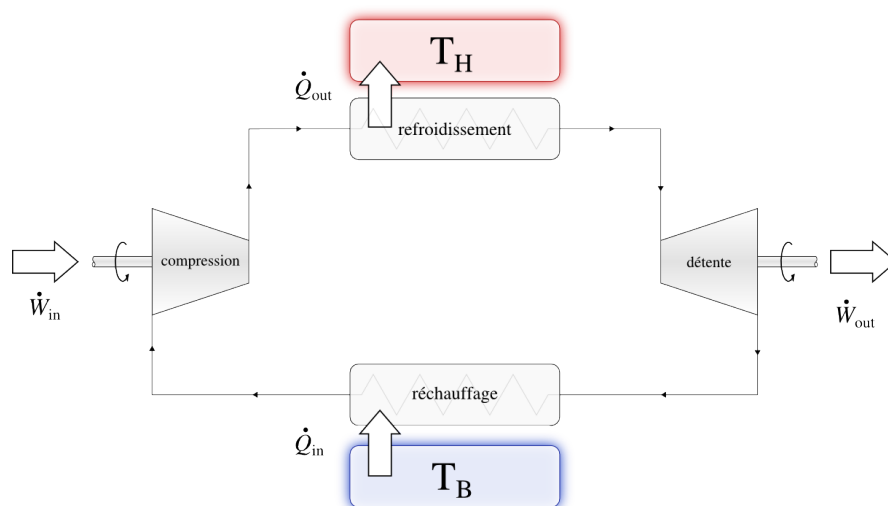 T_H
Q̇_out
refroidissement
compression
détente
Ẇ_in
Ẇ_out
réchauffage
Q̇_in
T_B